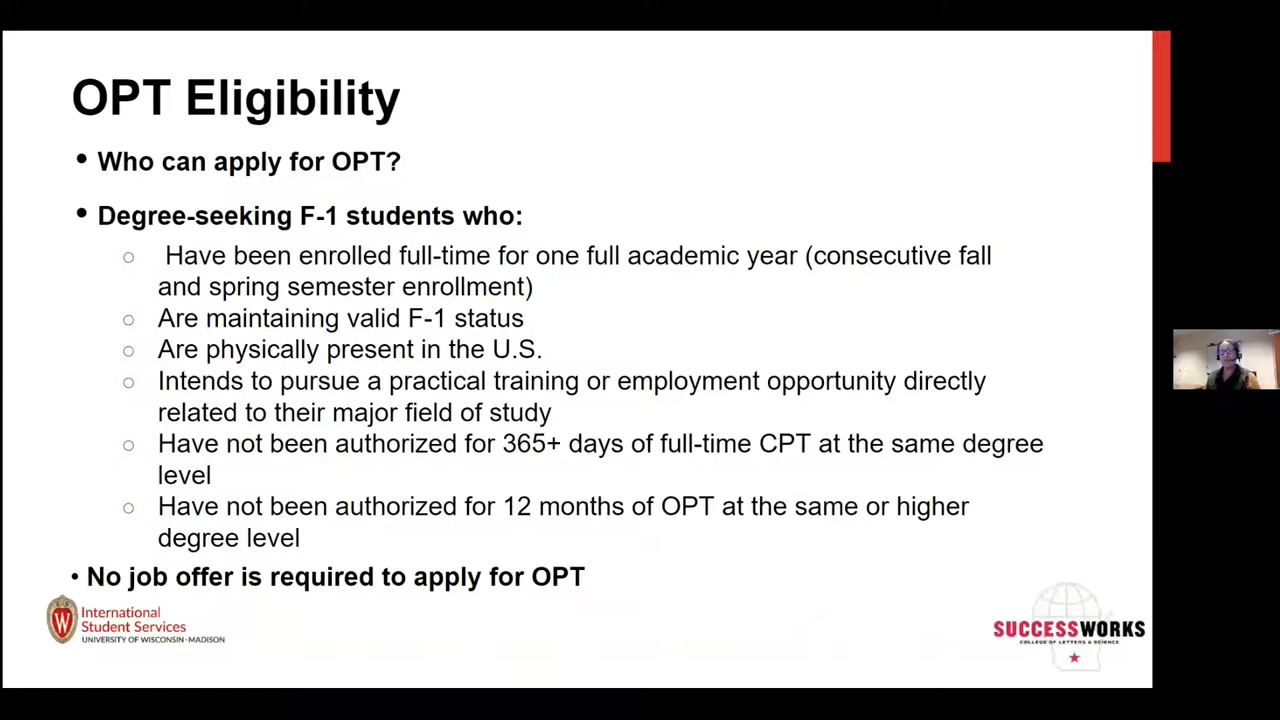 OPT Eligibility
• Who can apply for OPT?
• Degree-seeking F-1 students who:
○ Have been enrolled full-time for one full academic year (consecutive fall
and spring semester enrollment)
○ Are maintaining valid F-1 status
○ Are physically present in the U.S.
○ Intends to pursue a practical training or employment opportunity directly
related to their major field of study
○ Have not been authorized for 365+ days of full-time CPT at the same degree
level
○ Have not been authorized for 12 months of OPT at the same or higher
degree level
• No job offer is required to apply for OPT
W
International
Student Services
UNIVERSITY OF WISCONSIN-MADISON
SUCCESSWORKS
COLLEGE OF LETTERS & SCIENCE